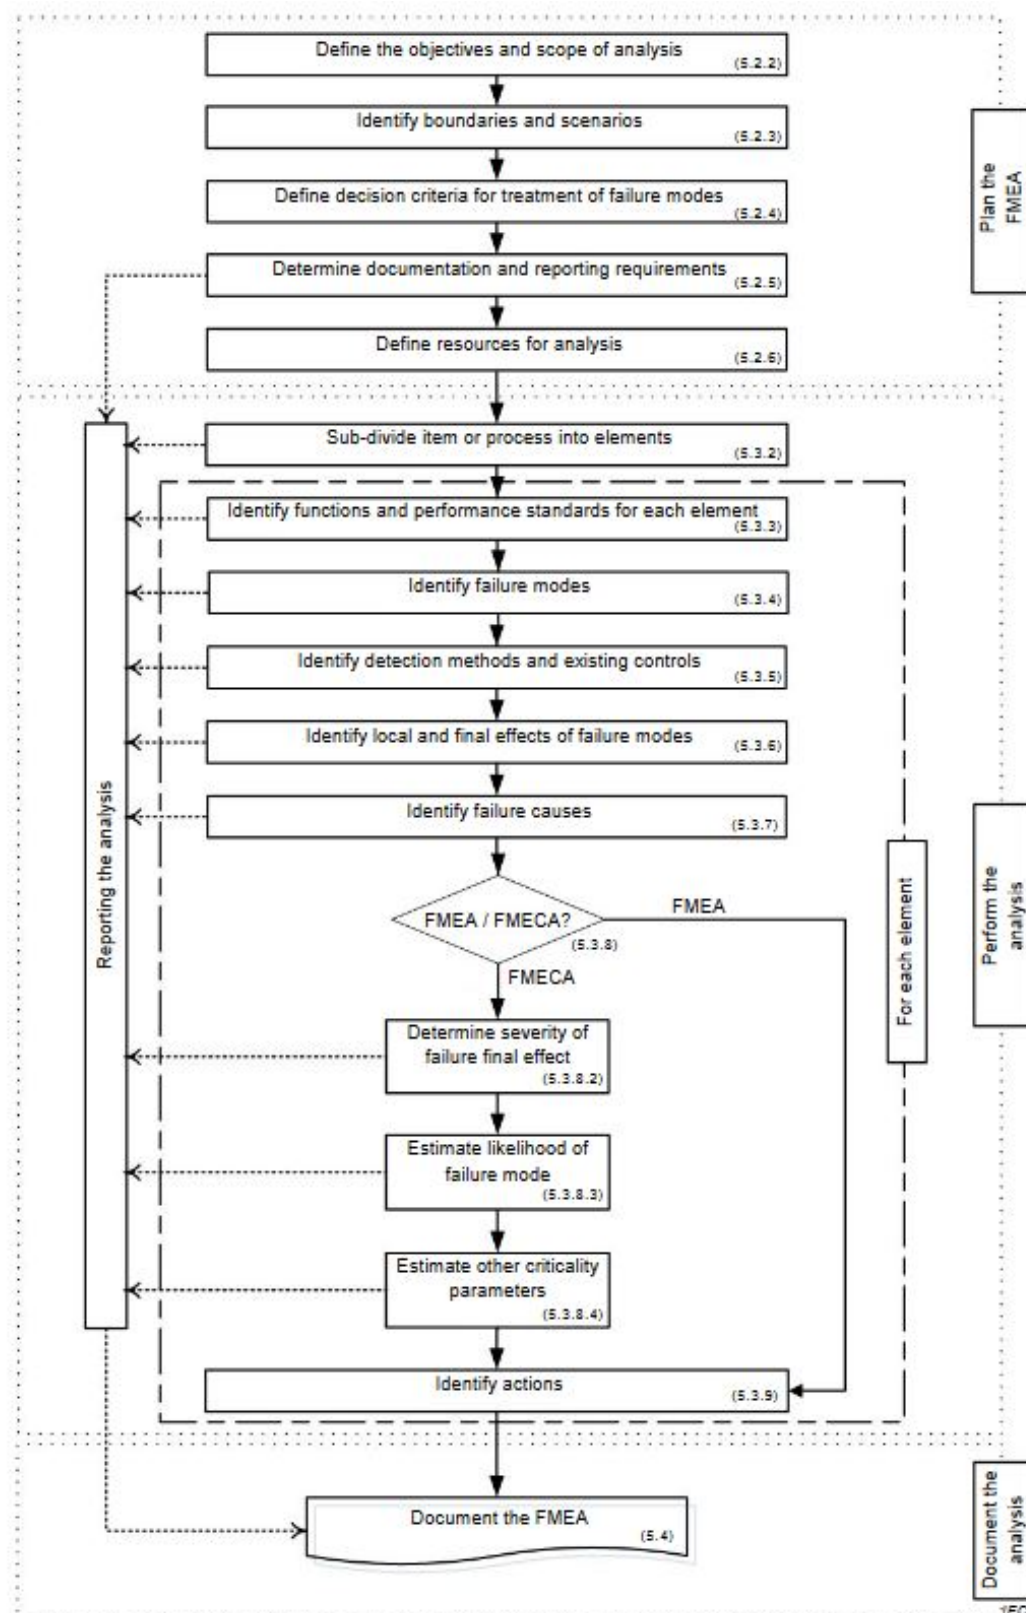 Define the objectives and scope of analysis
(5.2.2)
Identify boundaries and scenarios
(5.2.3)
Define decision criteria for treatment of failure modes
(5.2.4)
Determine documentation and reporting requirements
(5.2.5)
Define resources for analysis
(5.2.6)
Plan the
FMEA
Sub-divide item or process into elements
(5.3.2)
Identify functions and performance standards for each element
(5.3.3)
Identify failure modes
(5.3.4)
Identify detection methods and existing controls
(5.3.5)
Identify local and final effects of failure modes
(5.3.6)
Identify failure causes
(5.3.7)
Reporting the analysis
FMEA / FMECA?
(5.3.8)
FMEA
FMECA
For each element
Perform the
analysis
Determine severity of
failure final effect
(5.3.8.2)
Estimate likelihood of
failure mode
(5.3.8.3)
Estimate other criticality
parameters
(5.3.8.4)
Identify actions
(5.3.9)
Document the FMEA
(5.4)
Document the
analysis